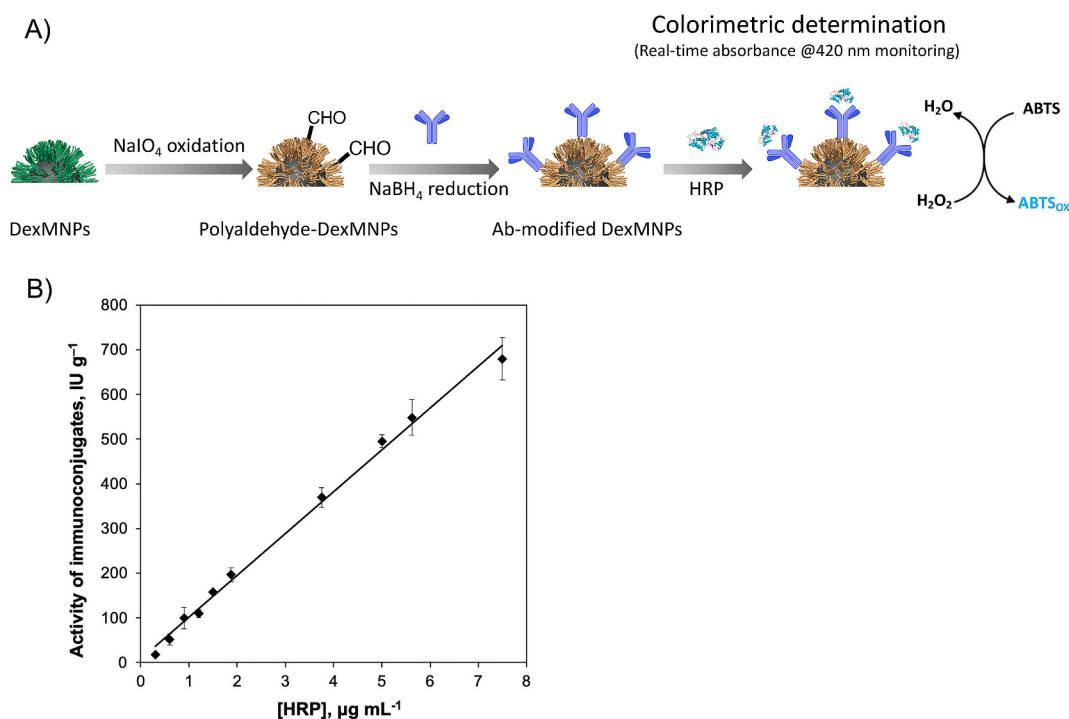 A)
Colorimetric determination
(Real-time absorbance @420 nm monitoring)
CHO
CHO
NaIO4 oxidation
NaBH4 reduction
HRP
H2O
ABTS
H2O2
ABTSOX
DexMNPs
Polyaldehyde-DexMNPs
Ab-modified DexMNPs
B)
Activity of immunoconjugates, IU g⁻¹
800
700
600
500
400
300
200
100
0
0 1 2 3 4 5 6 7 8
[HRP], µg mL⁻¹